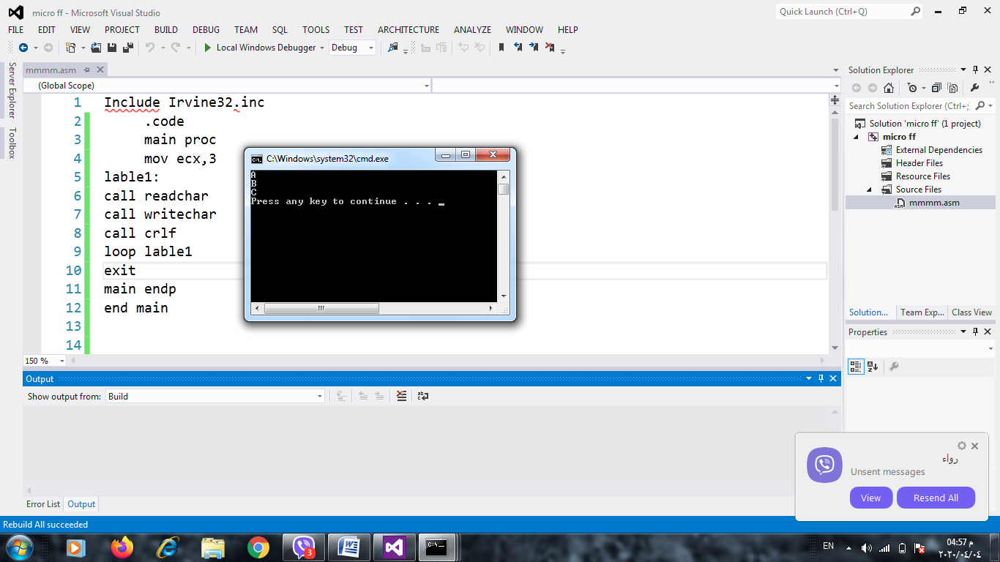 micro ff - Microsoft Visual Studio
Quick Launch (Ctrl+Q)
FILE EDIT VIEW PROJECT BUILD DEBUG TEAM SQL TOOLS TEST ARCHITECTURE ANALYZE WINDOW HELP
Local Windows Debugger Debug
Server Explorer
Toolbox
mmmm.asm
(Global Scope)
1 Include Irvine32.inc
2 .code
3 main proc
4 mov ecx,3
5 lable1:
6 call readchar
7 call writechar
8 call crlf
9 loop lable1
10 exit
11 main endp
12 end main
13
14
150 %
C:\Windows\system32\cmd.exe
C:\.
A
B
C
Press any key to continue . . . _
Solution Explorer
Search Solution Explorer (Ctrl+;)
Solution 'micro ff' (1 project)
micro ff
External Dependencies
Header Files
Resource Files
Source Files
ASM mmmm.asm
Solution... Team Exp... Class View
Properties
Output
Show output from: Build
Error List Output
Rebuild All succeeded
رواء
Unsent messages
View Resend All
3
C:\_
EN
04:57 م
٢٠٢٠/٠٤/٠٤